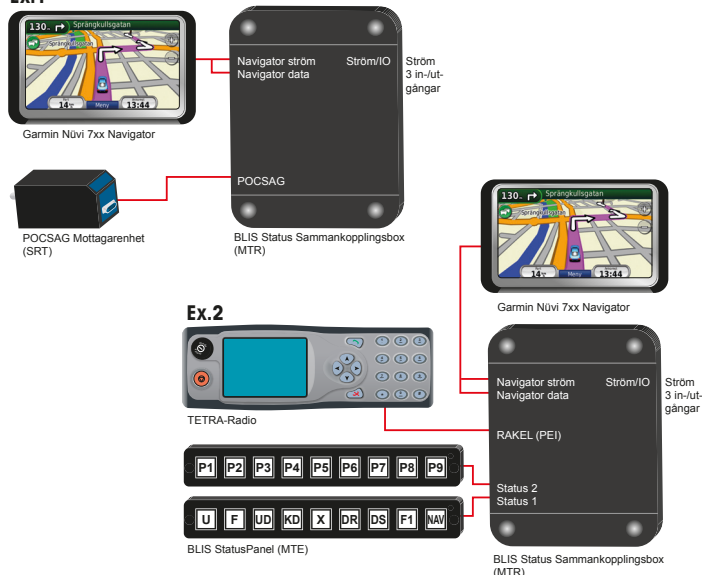 Ex.1
130m Sprängkullsgatan
Sprängkullsgatan
14
Meny
13:44
Garmin Nüvi 7xx Navigator
Navigator ström
Navigator data
Ström/IO
Ström
3 in-/ut-
gångar
POCSAG
POCSAG Mottagarenhet
(SRT)
BLIS Status Sammankopplingsbox
(MTR)
130m Sprängkullsgatan
Sprängkullsgatan
14
Meny
13:44
Garmin Nüvi 7xx Navigator
Ex.2
TETRA-Radio
Navigator ström
Navigator data
Ström/IO
Ström
3 in-/ut-
gångar
RAKEL (PEI)
Status 2
Status 1
P1 P2 P3 P4 P5 P6 P7 P8 P9
U F UD KD X DR DS F1 NAV
BLIS StatusPanel (MTE)
BLIS Status Sammankopplingsbox
(MTR)